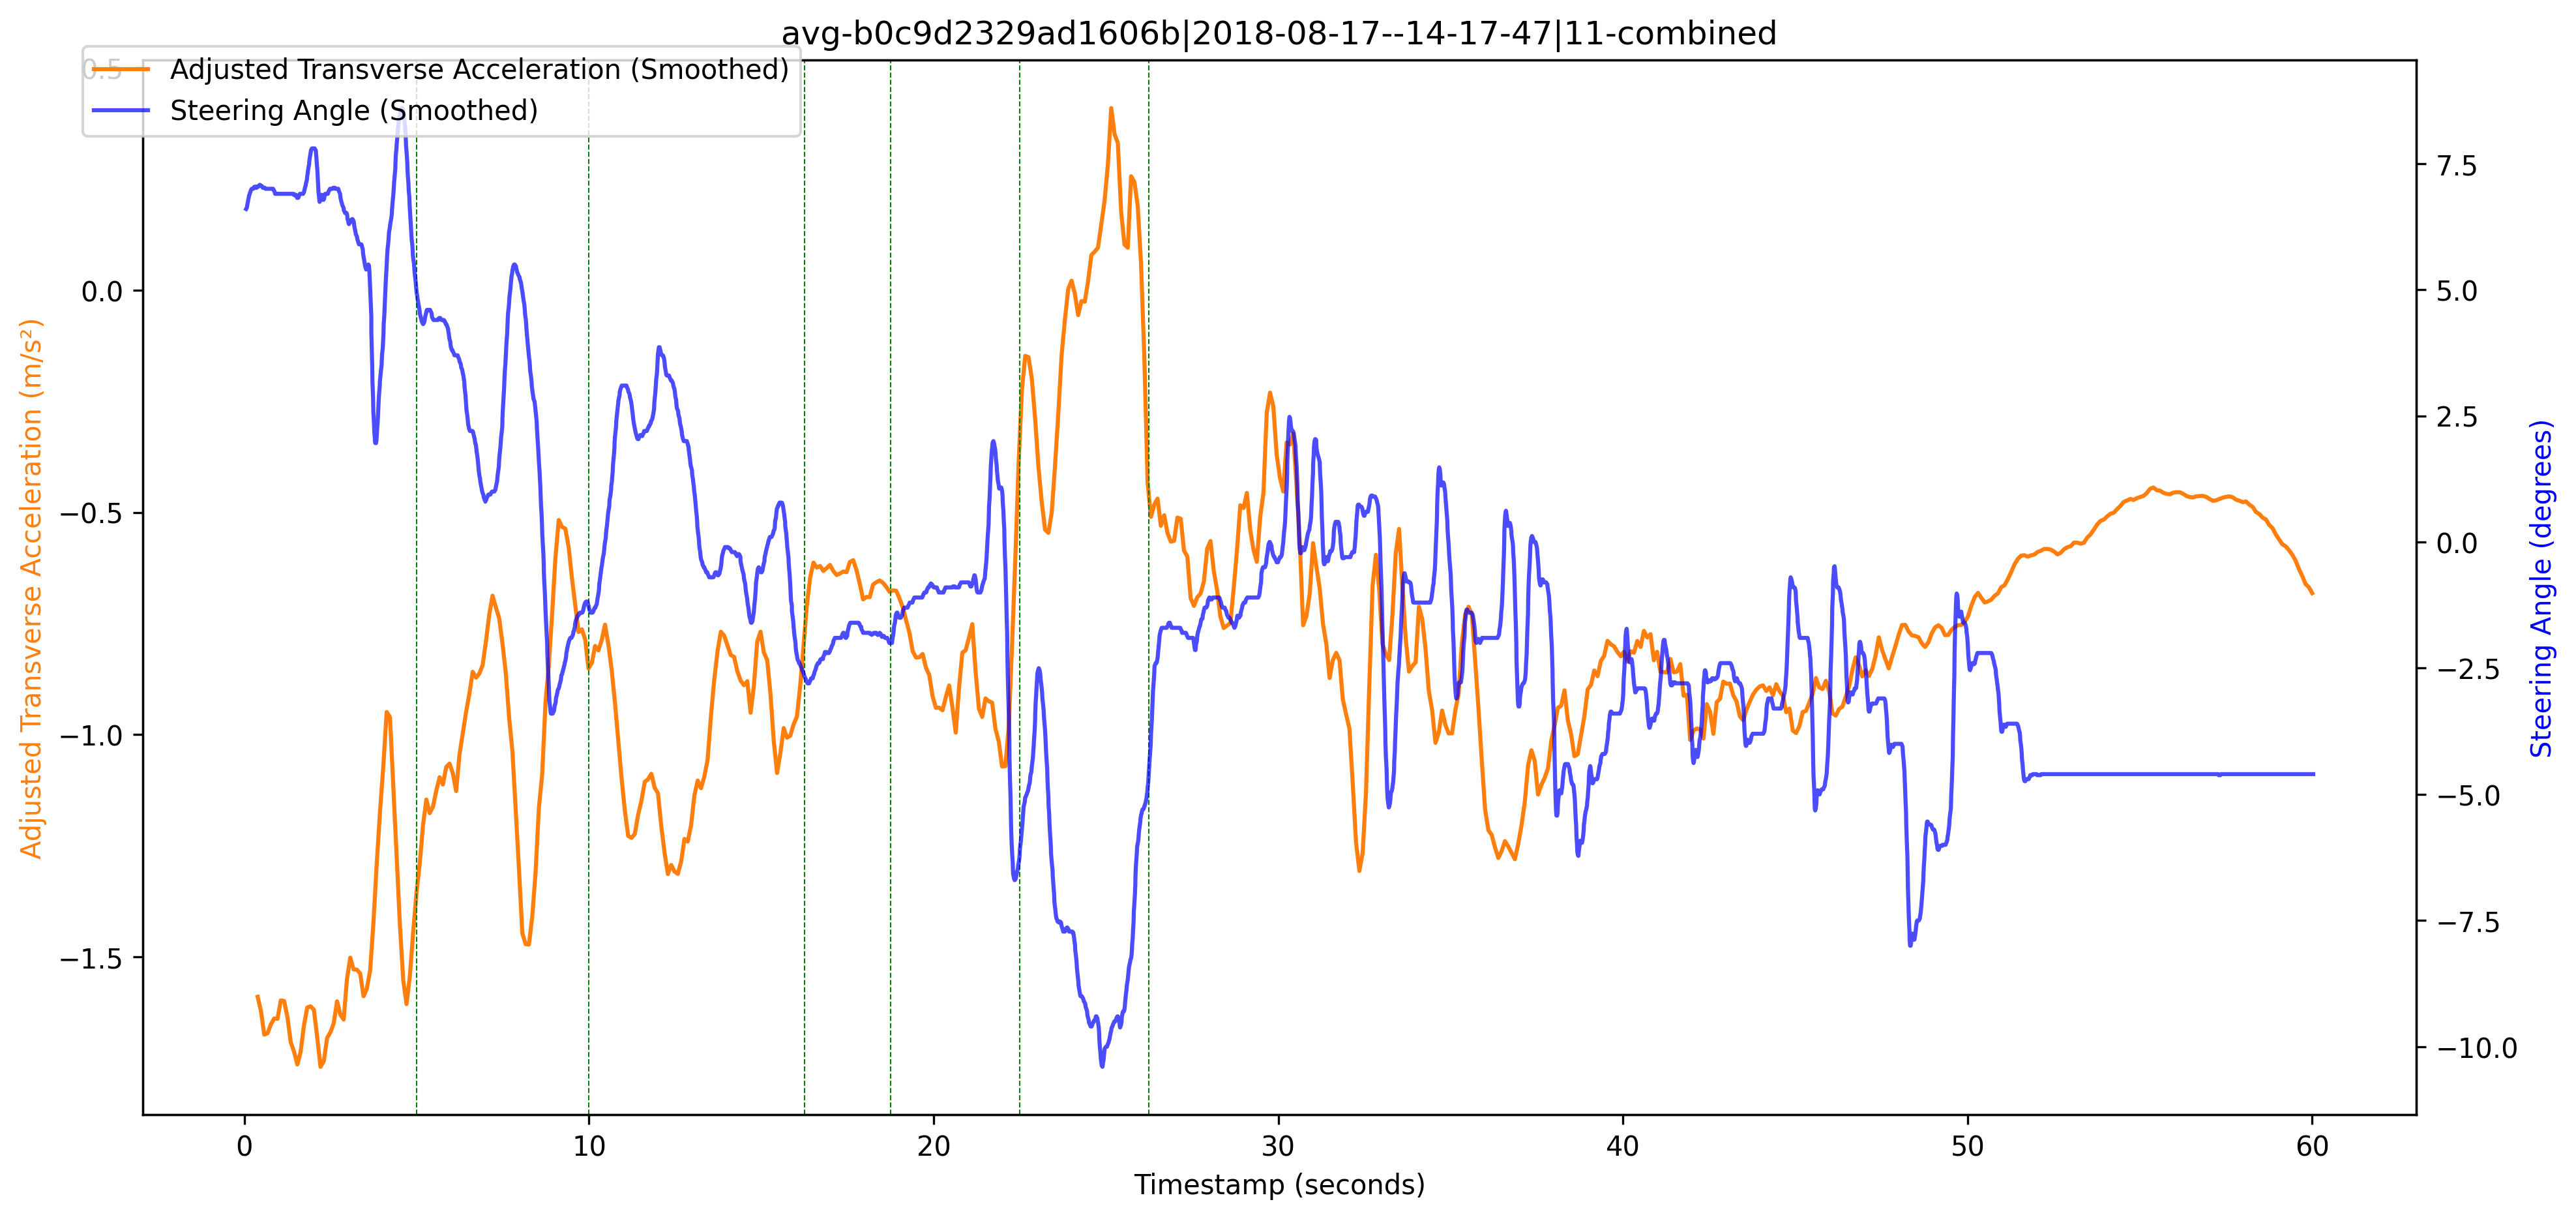 avg-b0c9d2329ad1606b|2018-08-17--14-17-47|11-combined
Adjusted Transverse Acceleration (Smoothed)
Steering Angle (Smoothed)
0.5
0.0
−0.5
−1.0
−1.5
Adjusted Transverse Acceleration (m/s²)
7.5
5.0
2.5
0.0
−2.5
−5.0
−7.5
−10.0
Steering Angle (degrees)
0 10 20 30 40 50 60
Timestamp (seconds)